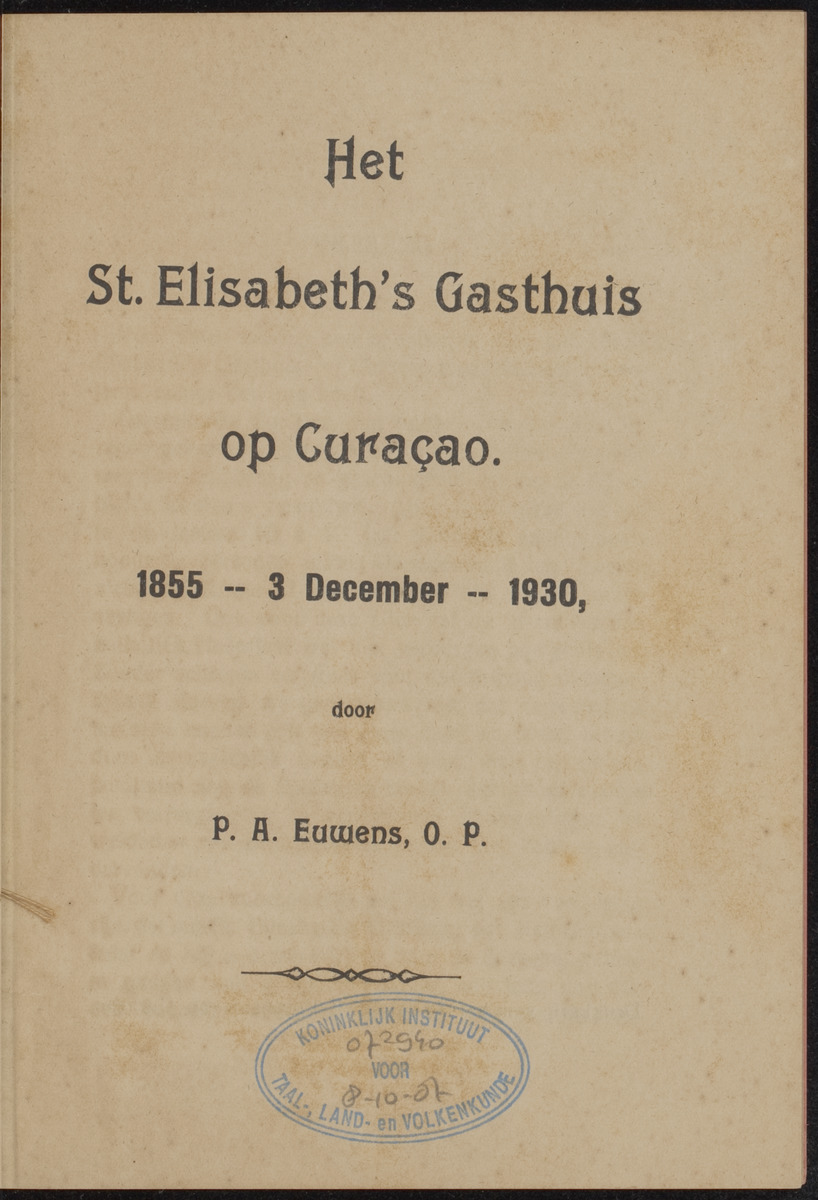 Het
St. Elisabeth's Gasthuis
op Curaçao.
1855 -- 3 December -- 1930,
door
P. A. Euwens, O. P.
KONINKLIJK INSTITUUT
072940
VOOR
8-10-07
TAAL-, LAND- en VOLKENKUNDE